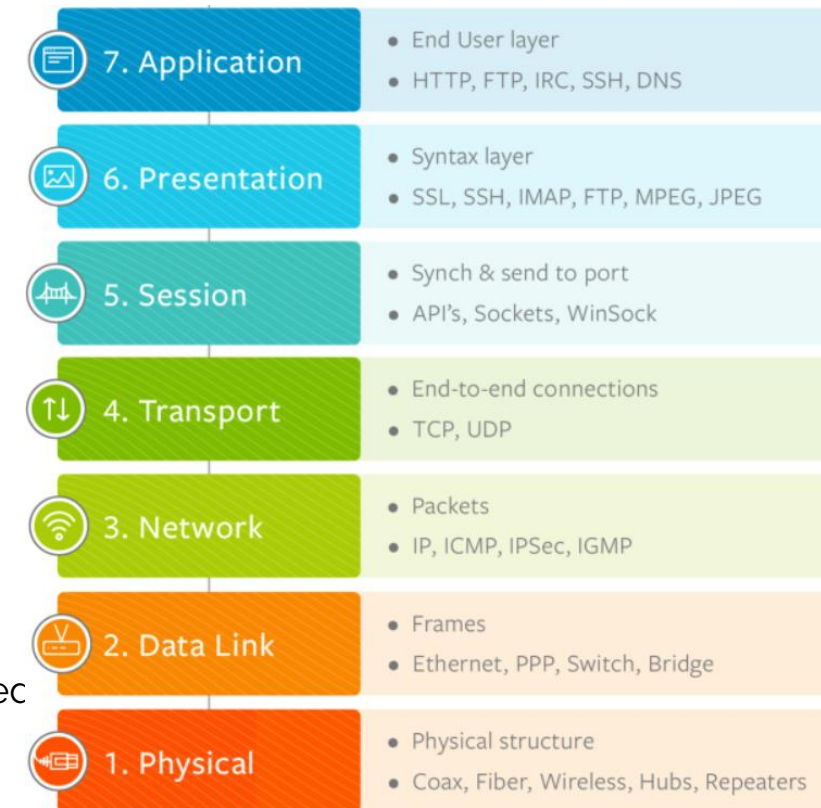 7. Application
• End User layer
• HTTP, FTP, IRC, SSH, DNS
6. Presentation
• Syntax layer
• SSL, SSH, IMAP, FTP, MPEG, JPEG
5. Session
• Synch & send to port
• API's, Sockets, WinSock
4. Transport
• End-to-end connections
• TCP, UDP
3. Network
• Packets
• IP, ICMP, IPSec, IGMP
2. Data Link
• Frames
• Ethernet, PPP, Switch, Bridge
1. Physical
• Physical structure
• Coax, Fiber, Wireless, Hubs, Repeaters